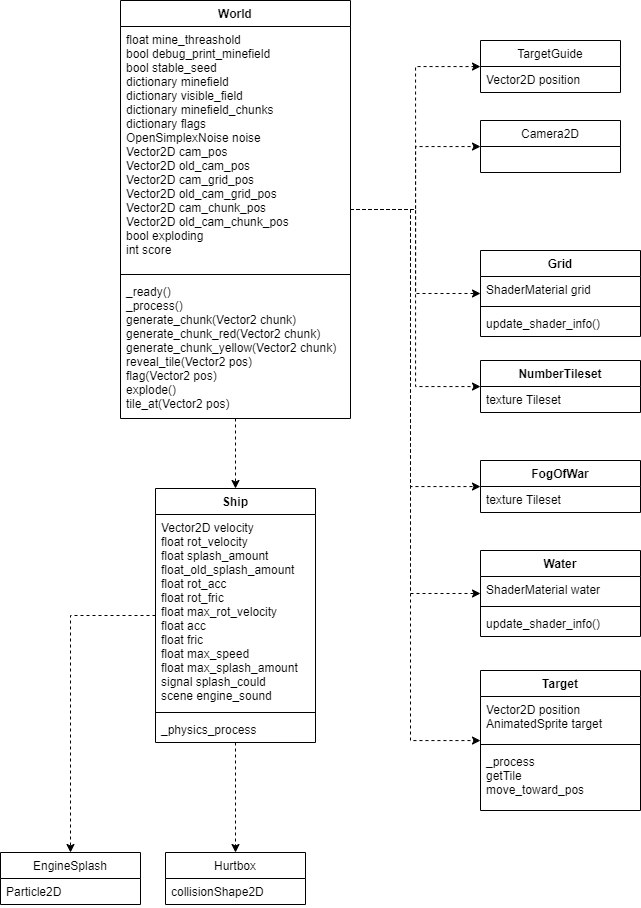 World
float mine_threashold
bool debug_print_minefield
bool stable_seed
dictionary minefield
dictionary visible_field
dictionary minefield_chunks
dictionary flags
OpenSimplexNoise noise
Vector2D cam_pos
Vector2D old_cam_pos
Vector2D cam_grid_pos
Vector2D old_cam_grid_pos
Vector2D cam_chunk_pos
Vector2D old_cam_chunk_pos
bool exploding
int score
_ready()
_process()
generate_chunk(Vector2 chunk)
generate_chunk_red(Vector2 chunk)
generate_chunk_yellow(Vector2 chunk)
reveal_tile(Vector2 pos)
flag(Vector2 pos)
explode()
tile_at(Vector2 pos)
TargetGuide
Vector2D position
Camera2D
Grid
ShaderMaterial grid
update_shader_info()
NumberTileset
texture Tileset
FogOfWar
texture Tileset
Water
ShaderMaterial water
update_shader_info()
Target
Vector2D position
AnimatedSprite target
_process
getTile
move_toward_pos
Ship
Vector2D velocity
float rot_velocity
float splash_amount
float_old_splash_amount
float rot_acc
float rot_fric
float max_rot_velocity
float acc
float fric
float max_speed
float max_splash_amount
signal splash_could
scene engine_sound
_physics_process
EngineSplash
Particle2D
Hurtbox
collisionShape2D